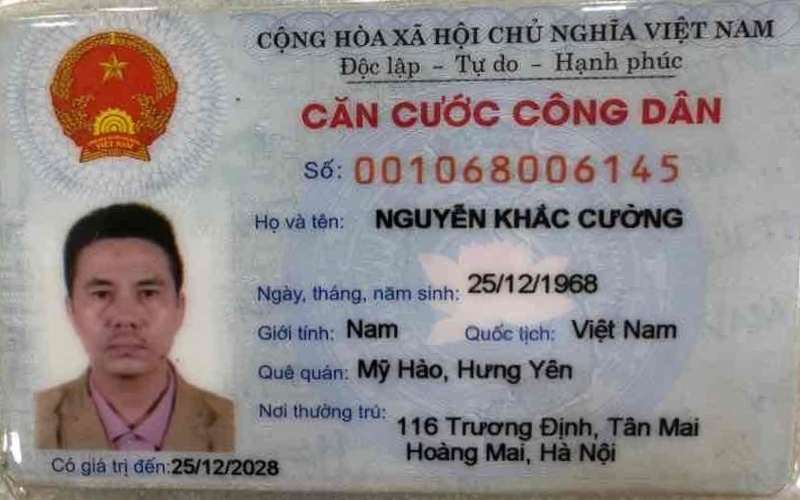 CỘNG HÒA XÃ HỘI CHỦ NGHĨA VIỆT NAM
Độc lập - Tự do - Hạnh phúc
CĂN CƯỚC CÔNG DÂN
Số: 001068006145
Họ và tên: NGUYỄN KHẮC CƯỜNG
Ngày, tháng, năm sinh: 25/12/1968
Giới tính: Nam Quốc tịch: Việt Nam
Quê quán: Mỹ Hào, Hưng Yên
Nơi thường trú: 116 Trương Định, Tân Mai
Hoàng Mai, Hà Nội
Có giá trị đến: 25/12/2028